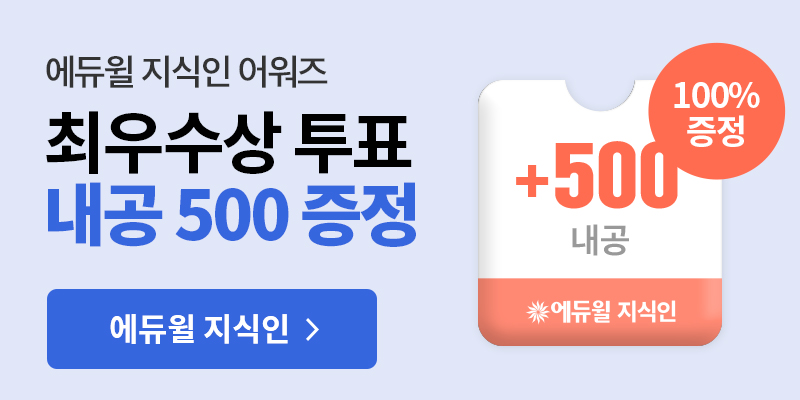 에듀윌 지식인 어워즈
최우수상 투표
내공 500 증정
에듀윌 지식인 >
100%
증정
+500
내공
에듀윌 지식인